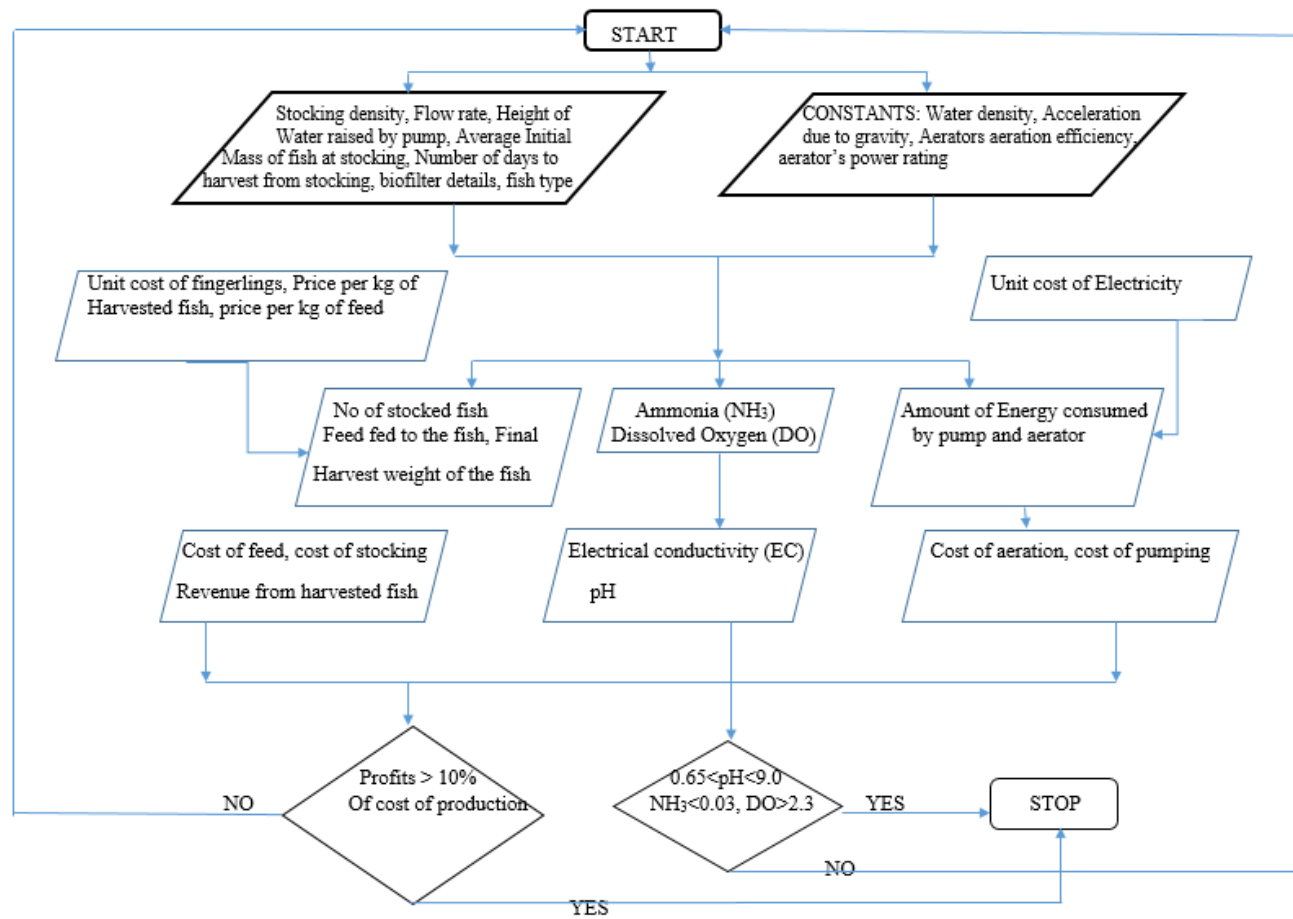 START
Stocking density, Flow rate, Height of
Water raised by pump, Average Initial
Mass of fish at stocking, Number of days to
harvest from stocking, biofilter details, fish type
CONSTANTS: Water density, Acceleration
due to gravity, Aerators aeration efficiency,
aerator's power rating
Unit cost of fingerlings, Price per kg of
Harvested fish, price per kg of feed
Unit cost of Electricity
No of stocked fish
Feed fed to the fish, Final
Harvest weight of the fish
Ammonia (NH₃)
Dissolved Oxygen (DO)
Amount of Energy consumed
by pump and aerator
Cost of feed, cost of stocking
Revenue from harvested fish
Electrical conductivity (EC)
pH
Cost of aeration, cost of pumping
Profits > 10%
Of cost of production
NO
0.65<pH<9.0
NH₃<0.03, DO>2.3
YES
STOP
NO
YES